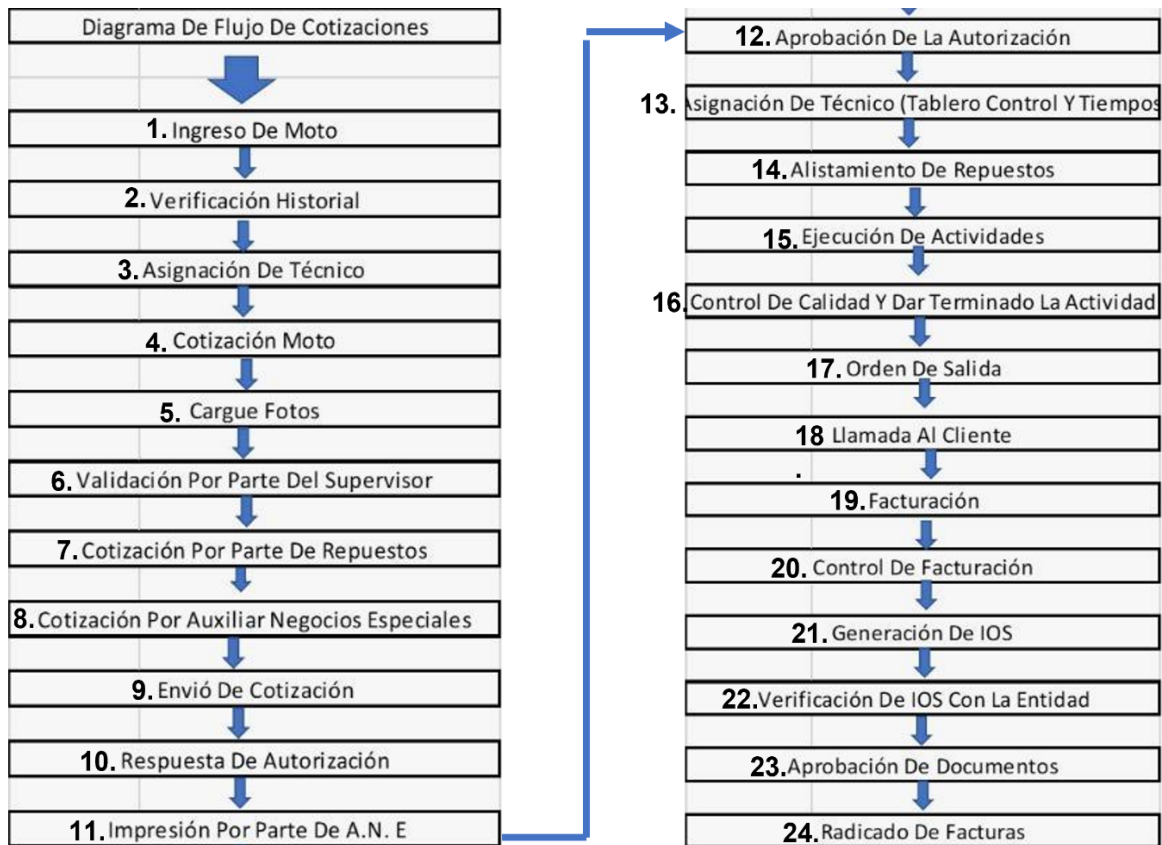 Diagrama De Flujo De Cotizaciones
1. Ingreso De Moto
2. Verificación Historial
3. Asignación De Técnico
4. Cotización Moto
5. Cargue Fotos
6. Validación Por Parte Del Supervisor
7. Cotización Por Parte De Repuestos
8. Cotización Por Auxiliar Negocios Especiales
9. Envió De Cotización
10. Respuesta De Autorización
11. Impresión Por Parte De A.N. E
12. Aprobación De La Autorización
13. Asignación De Técnico (Tablero Control Y Tiempos
14. Alistamiento De Repuestos
15. Ejecución De Actividades
16. Control De Calidad Y Dar Terminado La Actividad
17. Orden De Salida
18 Llamada Al Cliente
.
19. Facturación
20. Control De Facturación
21. Generación De IOS
22. Verificación De IOS Con La Entidad
23. Aprobación De Documentos
24. Radicado De Facturas